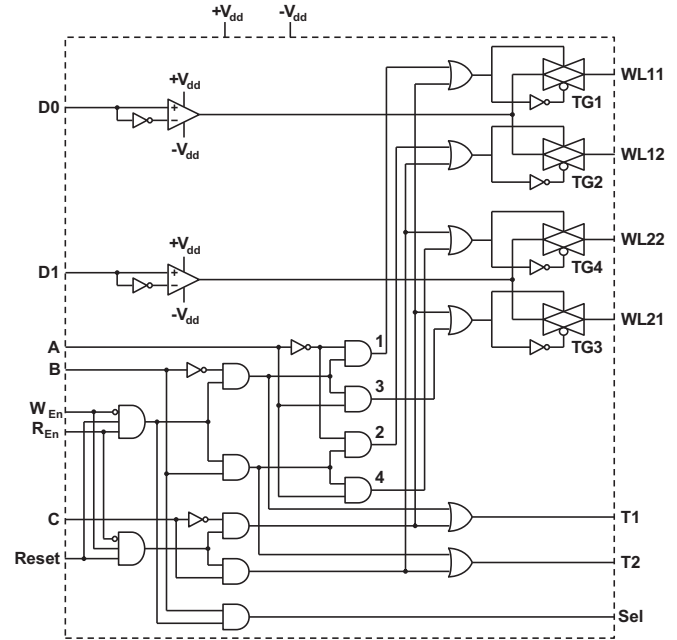 +Vdd -Vdd
WL11
+Vdd
D0
+
−
TG1
-Vdd
WL12
TG2
+Vdd
WL22
D1
+
−
TG4
-Vdd
WL21
1
A
TG3
B
3
WEn
2
REn
4
C
T1
Reset
T2
Sel